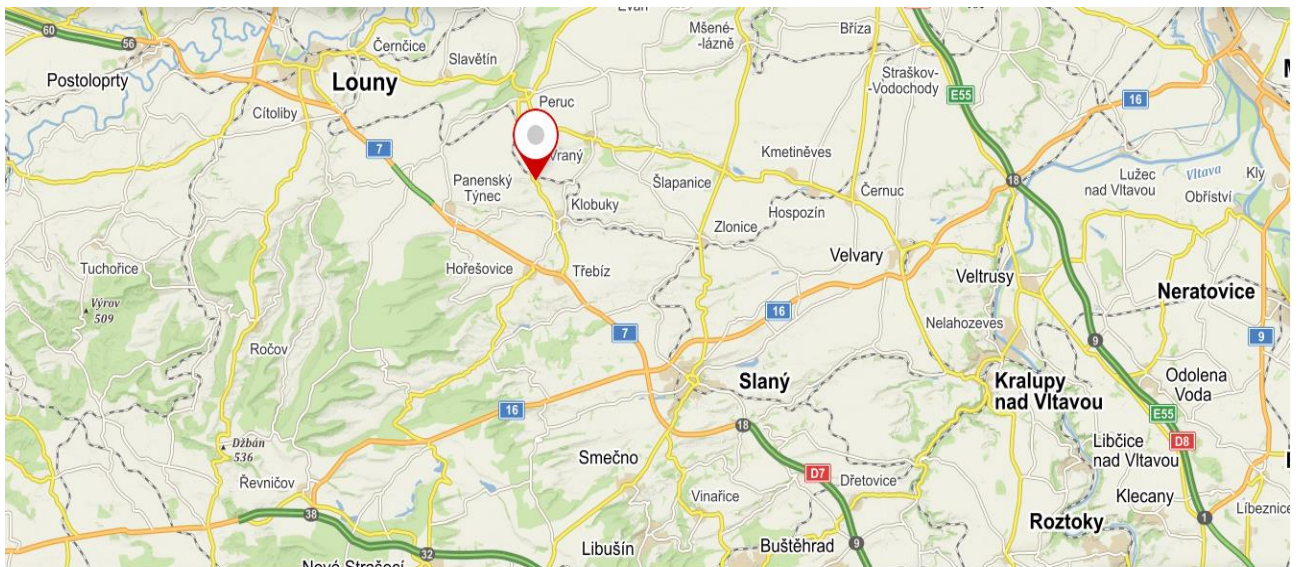 Evaň
60
56
Černčice
Mšené-
-lázně
Bříza
Postoloprty
Louny
Slavětín
Straškov-
-Vodochody
E55
16
Cítoliby
Peruc
7
Vraný
Kmetiněves
18
Lužec
nad Vltavou
Vltava
Kly
Obříství
Panenský
Týnec
Šlapanice
Černuc
Klobuky
Hospozín
Zlonice
Velvary
Tuchořice
Hořešovice
Třebíz
Veltrusy
Neratovice
Výrov
509
16
7
Nelahozeves
9
9
Ročov
Slaný
Kralupy
nad Vltavou
Odolena
Voda
16
E55
18
Džbán
536
Smečno
Libčice
nad Vltavou
D8
D7
Dřetovice
Řevničov
Vinařice
Klecany
Líbeznice
38
Roztoky
1
Libušín
Buštěhrad
9
32
Nové Strašecí